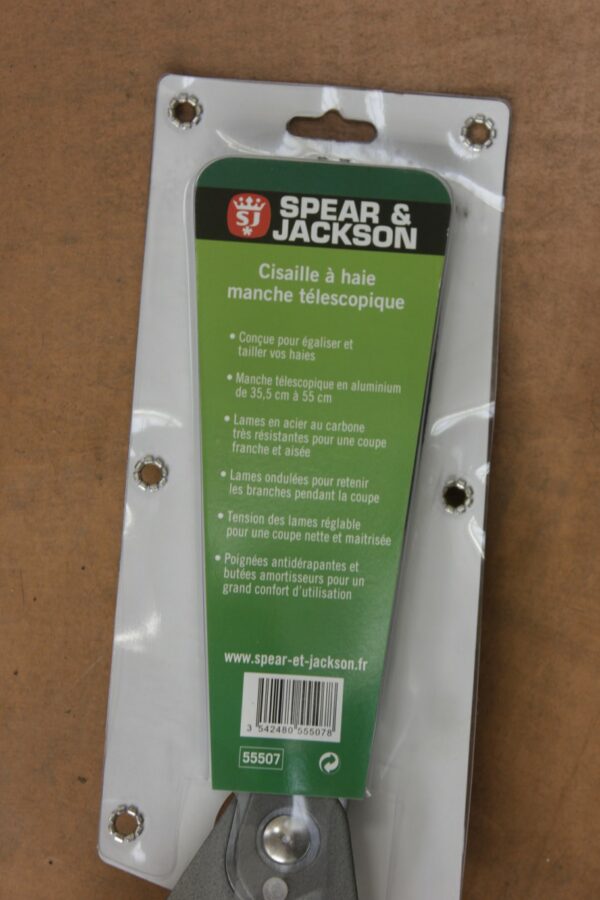 SJ
SPEAR &
JACKSON
Cisaille à haie
manche télescopique
• Conçue pour égaliser et
tailler vos haies
• Manche télescopique en aluminium
de 35,5 cm à 55 cm
• Lames en acier au carbone
très résistantes pour une coupe
franche et aisée
• Lames ondulées pour retenir
les branches pendant la coupe
• Tension des lames réglable
pour une coupe nette et maitrisée
• Poignées antidérapantes et
butées amortisseurs pour un
grand confort d'utilisation
www.spear-et-jackson.fr
3 542480 555078
55507